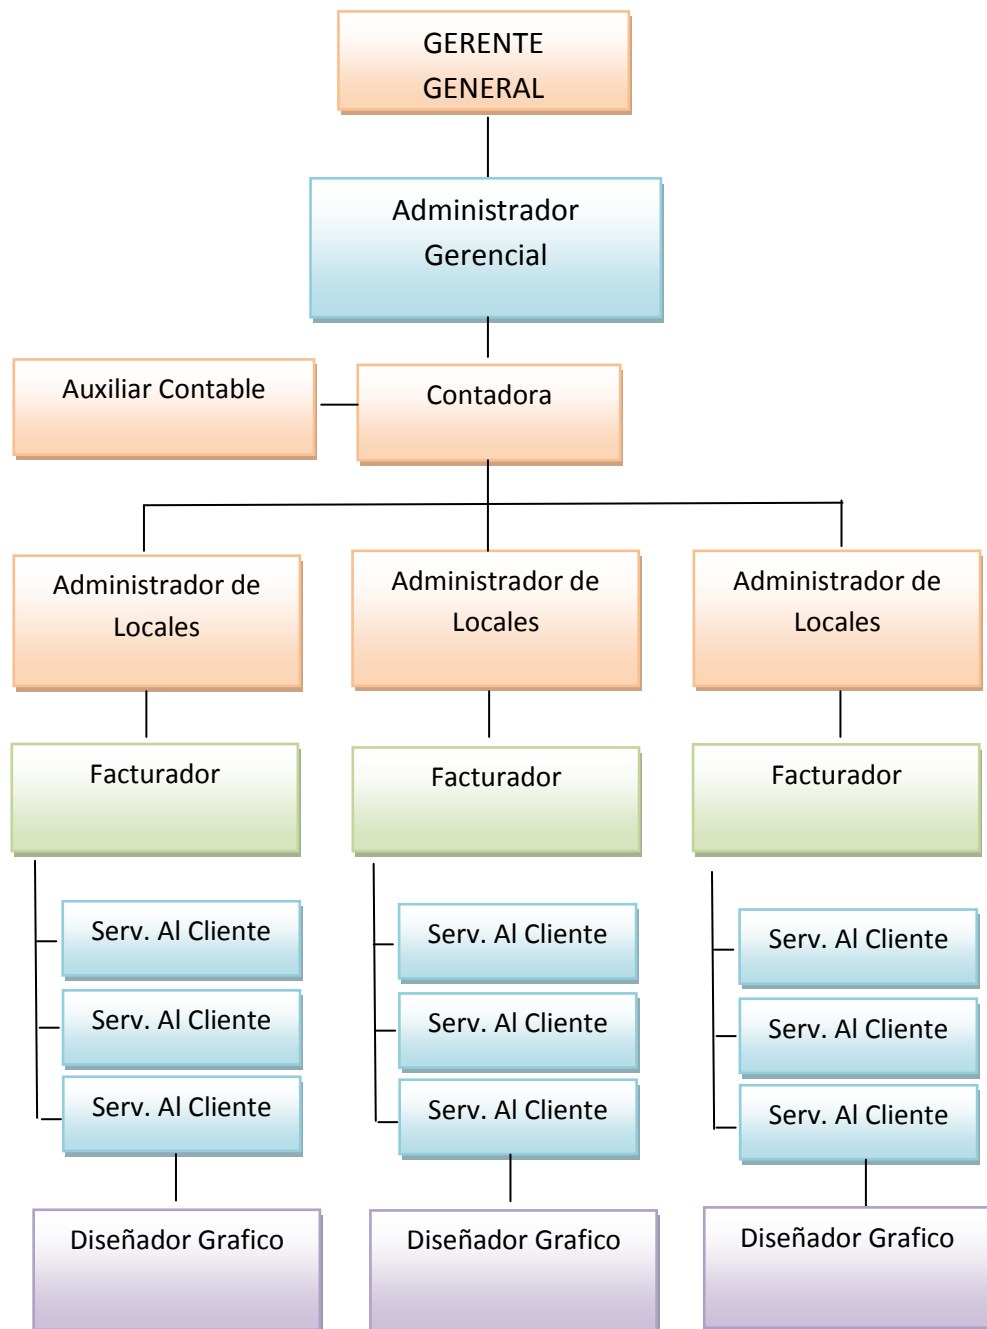 GERENTE
GENERAL
Administrador
Gerencial
Auxiliar Contable
Contadora
Administrador de
Locales
Administrador de
Locales
Administrador de
Locales
Facturador
Facturador
Facturador
Serv. Al Cliente
Serv. Al Cliente
Serv. Al Cliente
Serv. Al Cliente
Serv. Al Cliente
Serv. Al Cliente
Serv. Al Cliente
Serv. Al Cliente
Serv. Al Cliente
Diseñador Grafico
Diseñador Grafico
Diseñador Grafico